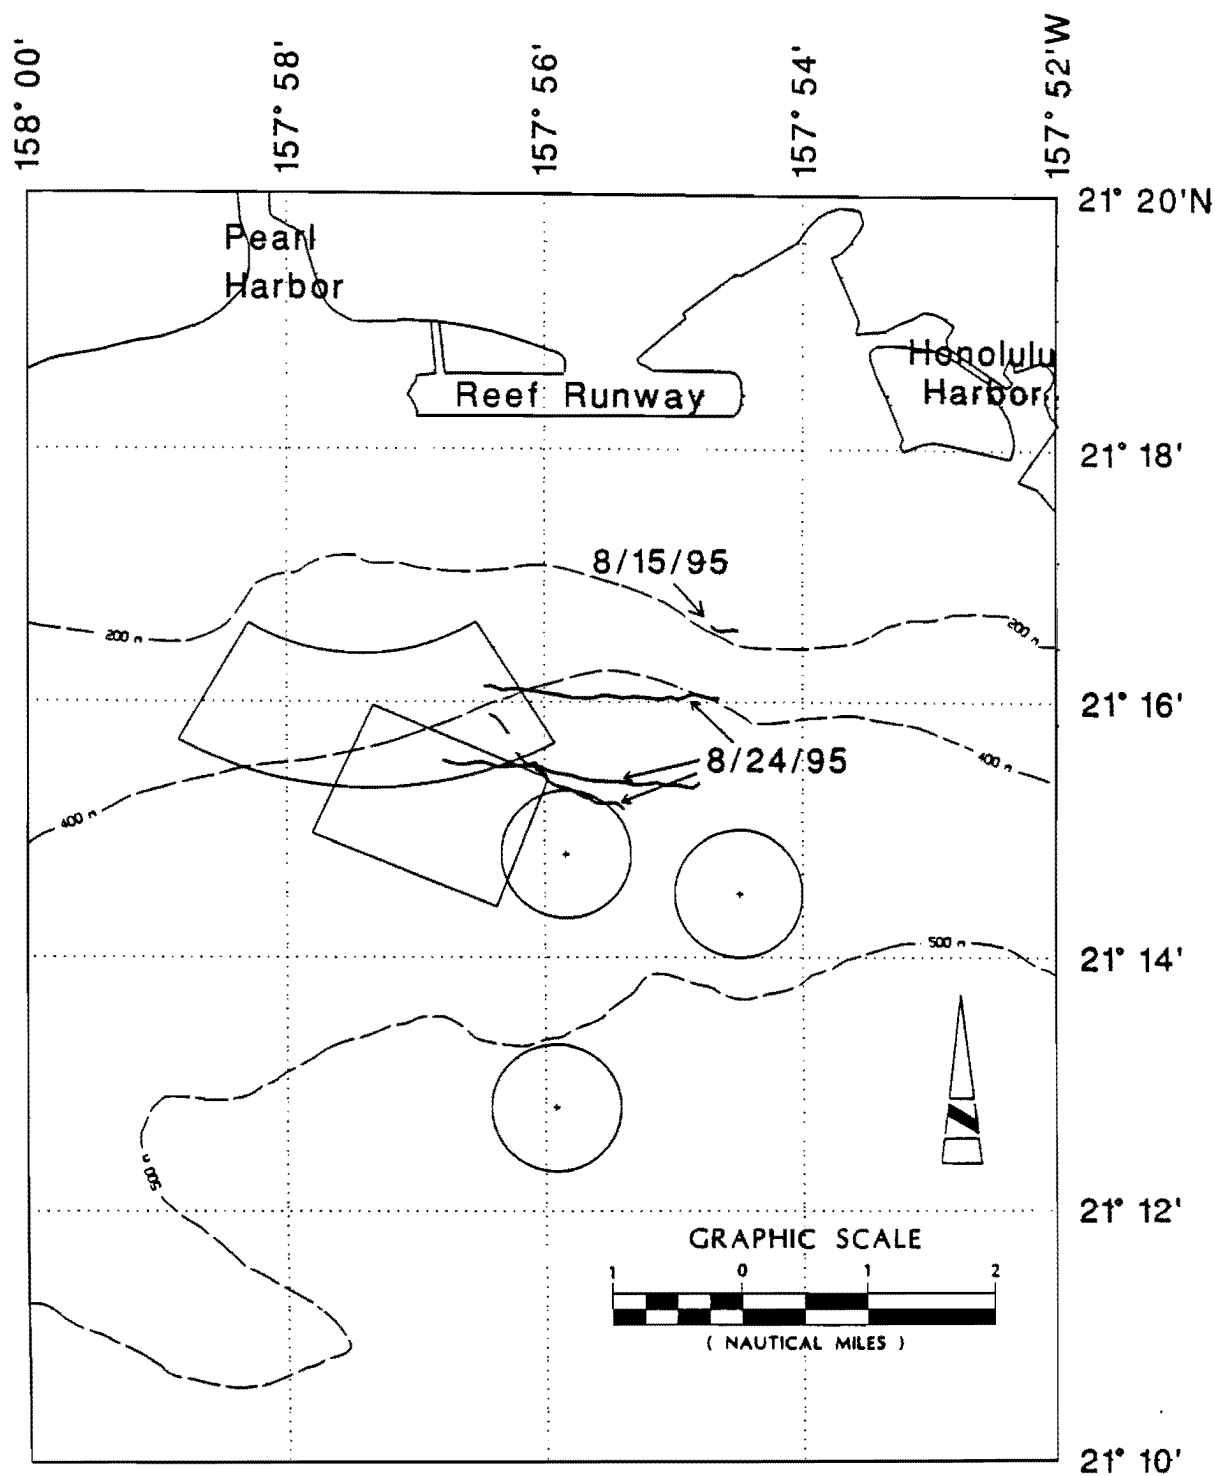 158° 00'
157° 58'
157° 56'
157° 54'
157° 52'W
21° 20'N
Pearl
Harbor
Honolulu
Harbor
Reef Runway
21° 18'
8/15/95
200 m
200 m
21° 16'
8/24/95
400 m
400 m
500 m
21° 14'
500 m
21° 12'
GRAPHIC SCALE
1 0 1 2
( NAUTICAL MILES )
21° 10'